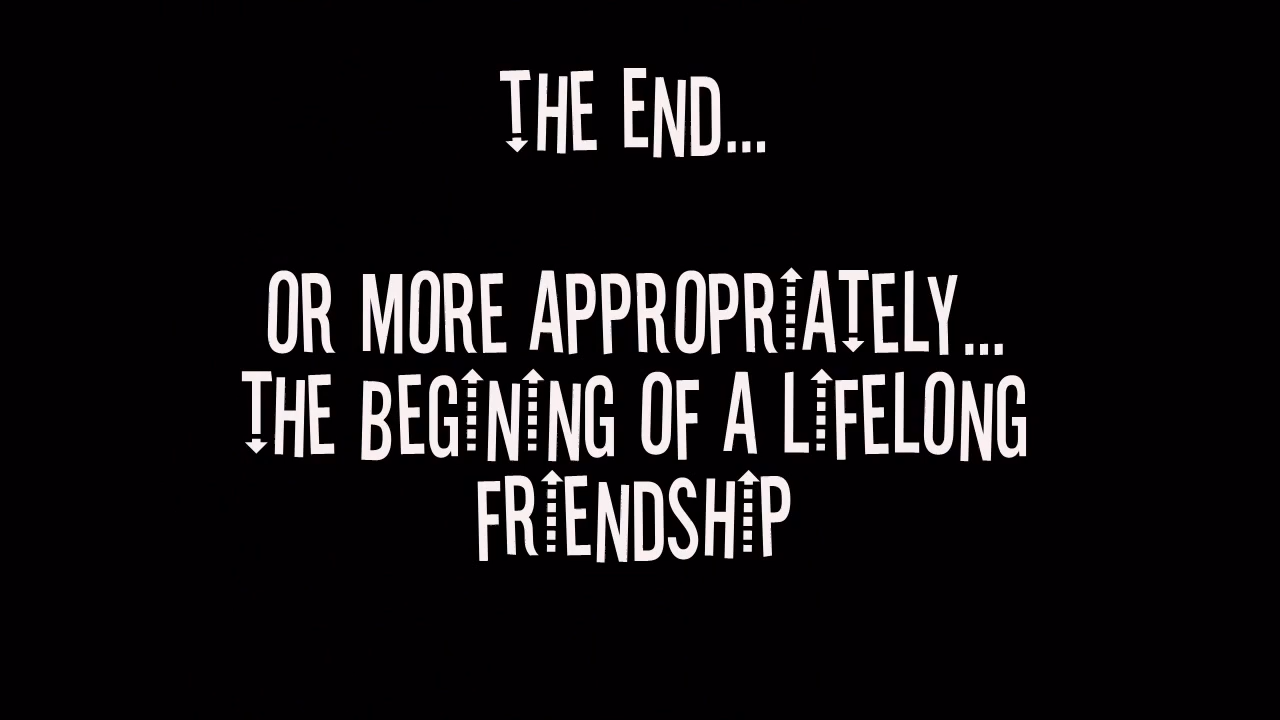 THE END...
OR MORE APPROPRIATELY...
THE BEGINING OF A LIFELONG
FRIENDSHIP